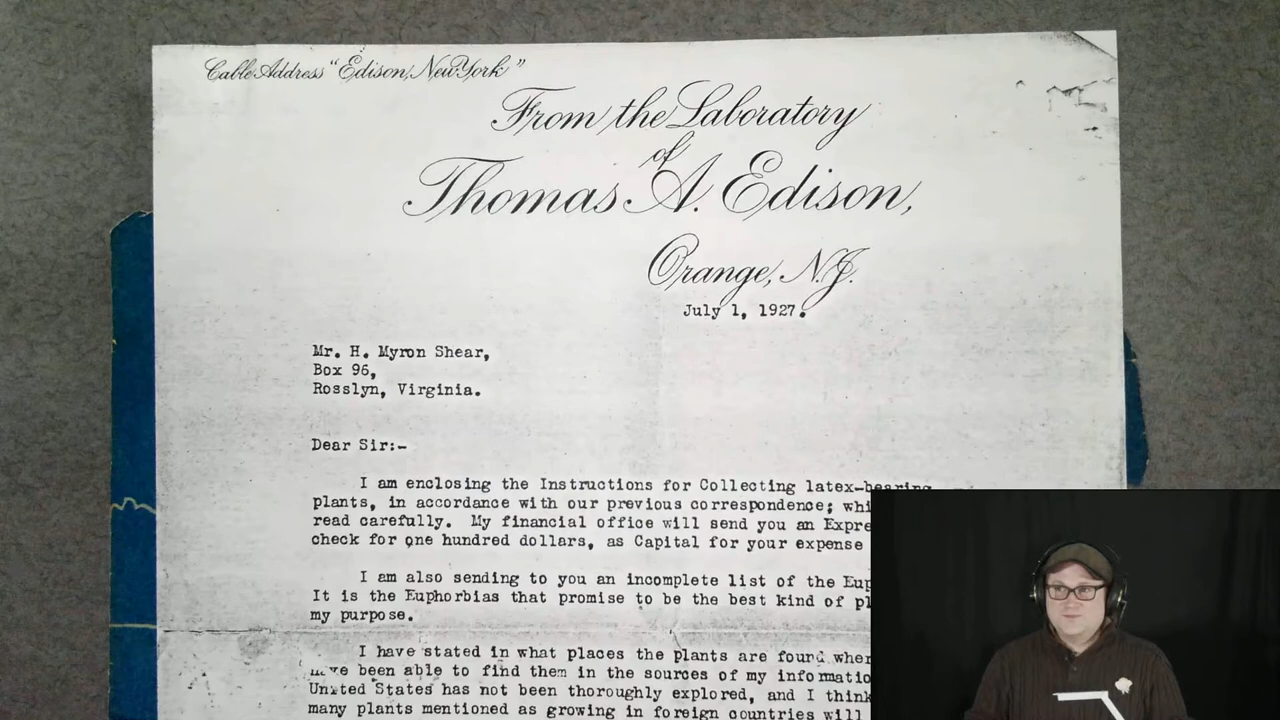 Cable Address "Edison, New York"
From the Laboratory
of
Thomas A. Edison,
Orange, N.J.
July 1, 1927.
Mr. H. Myron Shear,
Box 96,
Rosslyn, Virginia.
Dear Sir:-
I am enclosing the Instructions for Collecting latex-bearing
plants, in accordance with our previous correspondence;
read carefully. My financial office will send you an
check for one hundred dollars, as Capital for your expense
I am also sending to you an incomplete list of the
It is the Euphorbias that promise to be the best kind of
my purpose.
I have stated in what places the plants are found
have been able to find them in the sources of my
United States has not been thoroughly explored, and I think
many plants mentioned as growing in foreign countries will